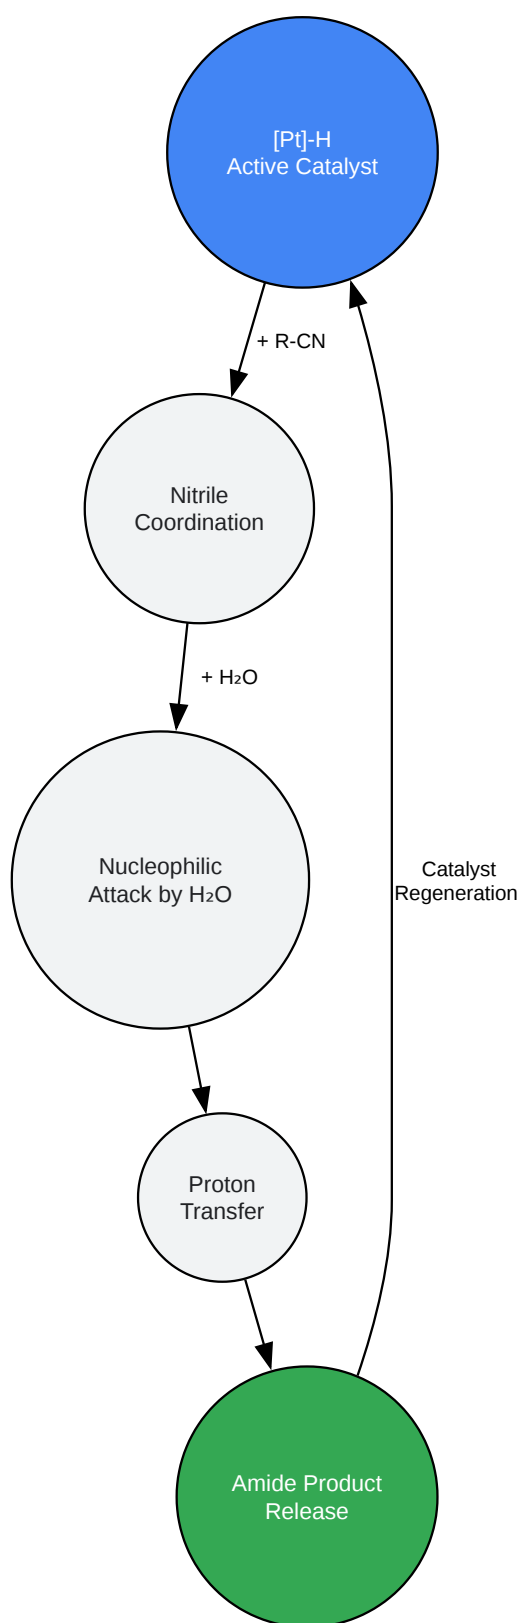 [Pt]-H
Active Catalyst
+ R-CN
Nitrile
Coordination
+ H₂O
Nucleophilic
Attack by H₂O
Catalyst
Regeneration
Proton
Transfer
Amide Product
Release